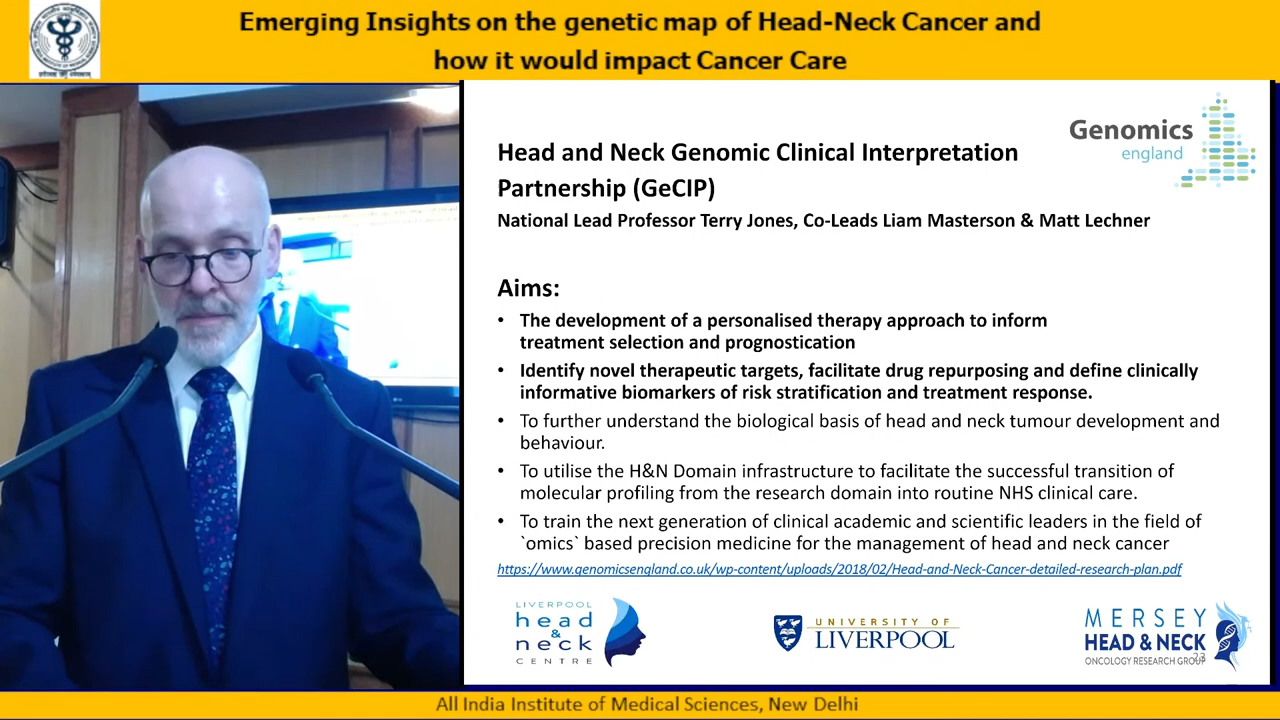 Emerging Insights on the genetic map of Head-Neck Cancer and
how it would impact Cancer Care
Genomics
england
Head and Neck Genomic Clinical Interpretation
Partnership (GeCIP)
National Lead Professor Terry Jones, Co-Leads Liam Masterson & Matt Lechner
Aims:
• The development of a personalised therapy approach to inform
treatment selection and prognostication
• Identify novel therapeutic targets, facilitate drug repurposing and define clinically
informative biomarkers of risk stratification and treatment response.
• To further understand the biological basis of head and neck tumour development and
behaviour.
• To utilise the H&N Domain infrastructure to facilitate the successful transition of
molecular profiling from the research domain into routine NHS clinical care.
• To train the next generation of clinical academic and scientific leaders in the field of
`omics` based precision medicine for the management of head and neck cancer
https://www.genomicsengland.co.uk/wp-content/uploads/2018/02/Head-and-Neck-Cancer-detailed-research-plan.pdf
LIVERPOOL
head
&
neck
CENTRE
UNIVERSITY OF
LIVERPOOL
MERSEY
HEAD & NECK
ONCOLOGY RESEARCH GROUP
23
All India Institute of Medical Sciences, New Delhi